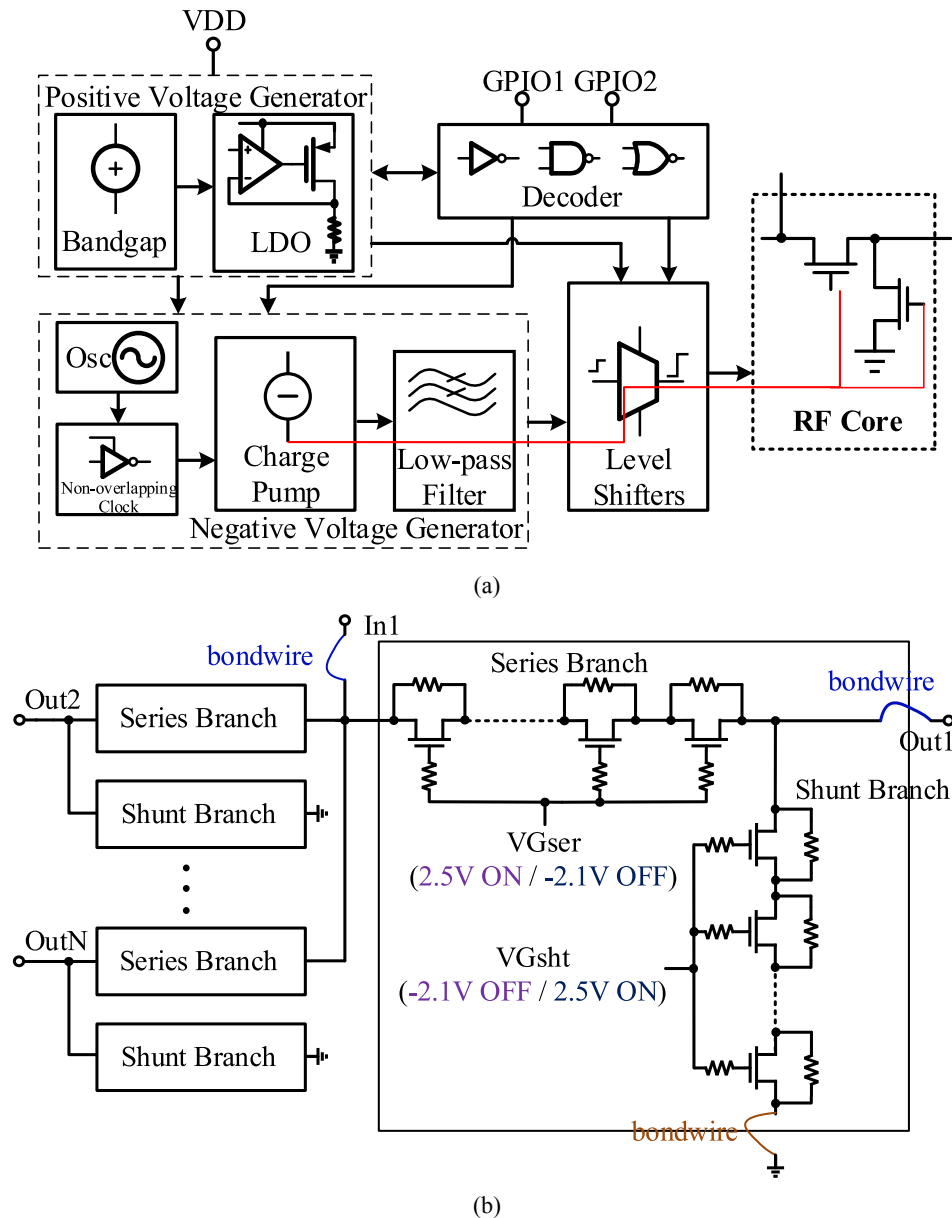 VDD
GPIO1 GPIO2
Positive Voltage Generator
Bandgap
LDO
Decoder
Osc
Non-overlapping
Clock
Charge
Pump
Low-pass
Filter
Level
Shifters
RF Core
Negative Voltage Generator
(a)
In1
bondwire
Out2
Series Branch
Series Branch
bondwire
Out1
Shunt Branch
Shunt Branch
VGser
(2.5V ON / -2.1V OFF)
OutN
Series Branch
VGsht
(-2.1V OFF / 2.5V ON)
Shunt Branch
bondwire
(b)